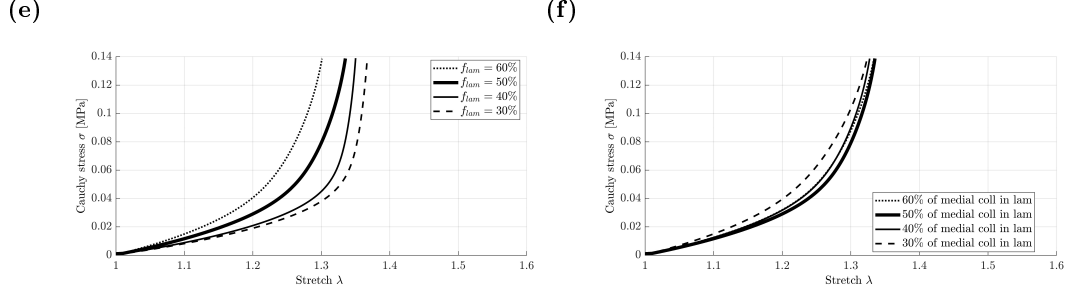 (e)
(f)
0.14
0.12
0.1
0.08
0.06
0.04
0.02
0
Cauchy stress σ [MPa]
1
1.1
1.2
1.3
1.4
1.5
1.6
Stretch λ
f_lam = 60%
f_lam = 50%
f_lam = 40%
f_lam = 30%
0.14
0.12
0.1
0.08
0.06
0.04
0.02
0
Cauchy stress σ [MPa]
1
1.1
1.2
1.3
1.4
1.5
1.6
Stretch λ
60% of medial coll in lam
50% of medial coll in lam
40% of medial coll in lam
30% of medial coll in lam